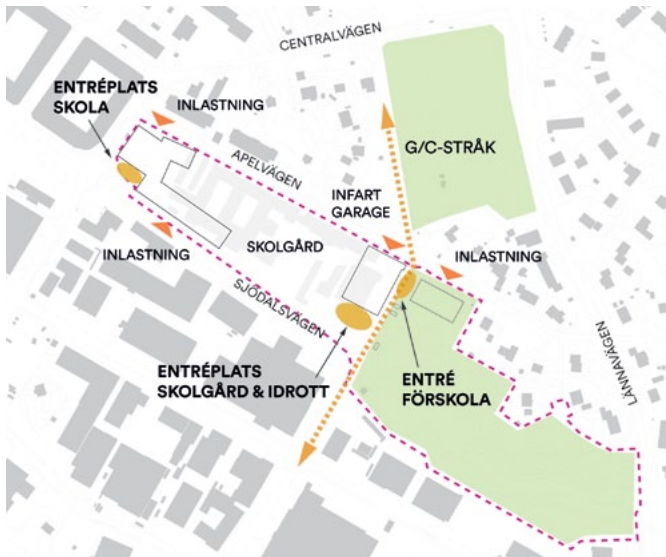 CENTRALVÄGEN
ENTRÉPLATS
SKOLA
INLASTNING
G/C-STRÅK
APELVÄGEN
INFART
GARAGE
INLASTNING
SKOLGÅRD
INLASTNING
SJÖDALSVÄGEN
LÄNNAVÄGEN
ENTRÉPLATS
SKOLGÅRD & IDROTT
ENTRÉ
FÖRSKOLA